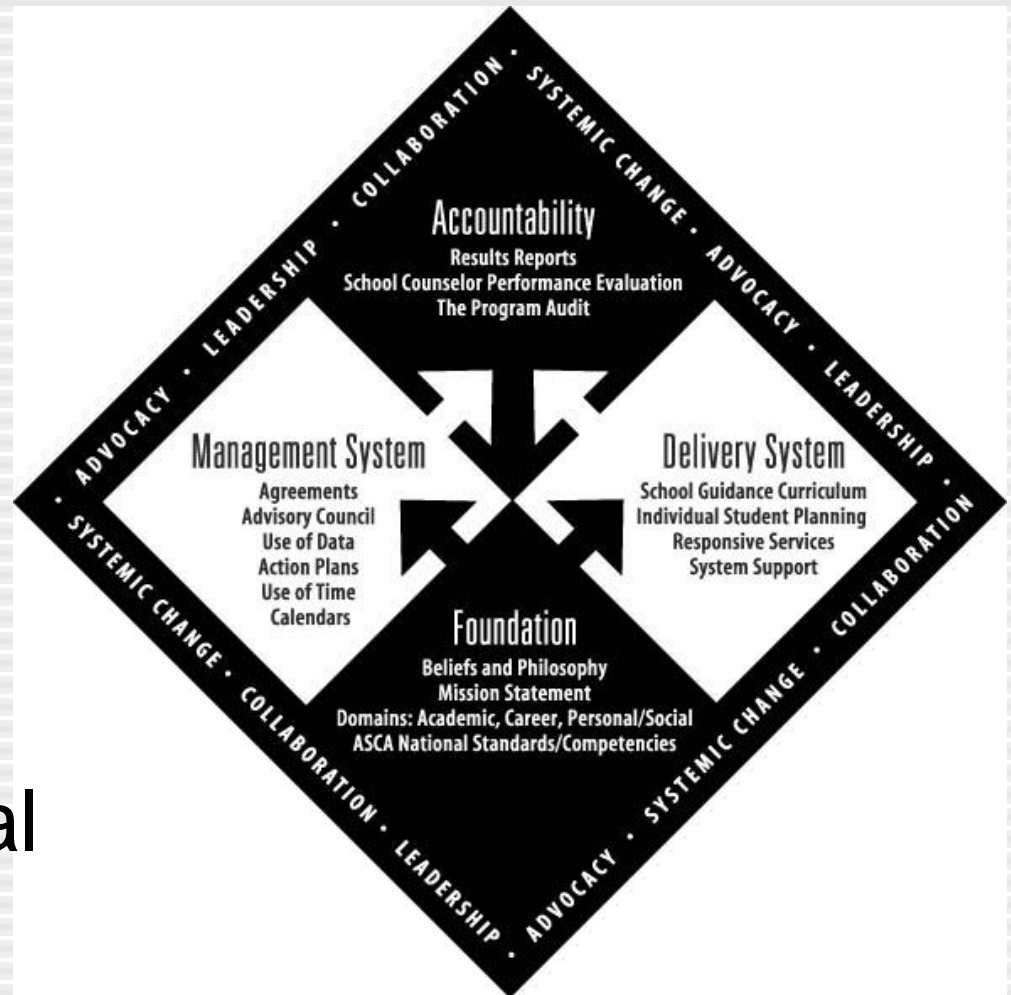 COLLABORATION • SYSTEMIC CHANGE • ADVOCACY • LEADERSHIP •
• ADVOCACY • LEADERSHIP • COLLABORATION •
Accountability
Results Reports
School Counselor Performance Evaluation
The Program Audit
Management System
Agreements
Advisory Council
Use of Data
Action Plans
Use of Time
Calendars
Delivery System
School Guidance Curriculum
Individual Student Planning
Responsive Services
System Support
Foundation
Beliefs and Philosophy
Mission Statement
Domains: Academic, Career, Personal/Social
ASCA National Standards/Competencies
• SYSTEMIC CHANGE • COLLABORATION • LEADERSHIP •
ADVOCACY • SYSTEMIC CHANGE • COLLABORATION
al